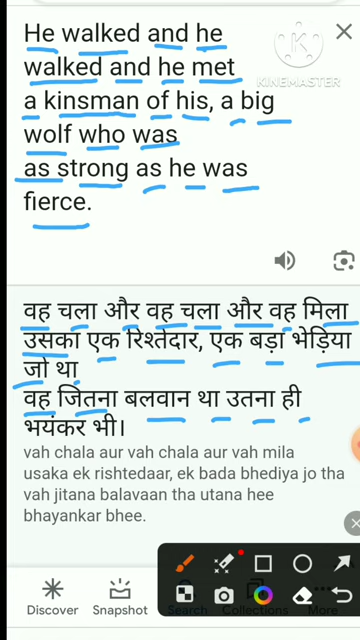 He walked and he
walked and he met
a kinsman of his, a big
wolf who was
as strong as he was
fierce.
KINEMASTER
वह चला और वह चला और वह मिला
उसका एक रिश्तेदार, एक बड़ा भेड़िया
जो था
वह जितना बलवान था उतना ही
भयंकर भी।
vah chala aur vah chala aur vah mila
usaka ek rishtedaar, ek bada bhediya jo tha
vah jitana balavaan tha utana hee
bhayankar bhee.
Discover Snapshot Search Collections More